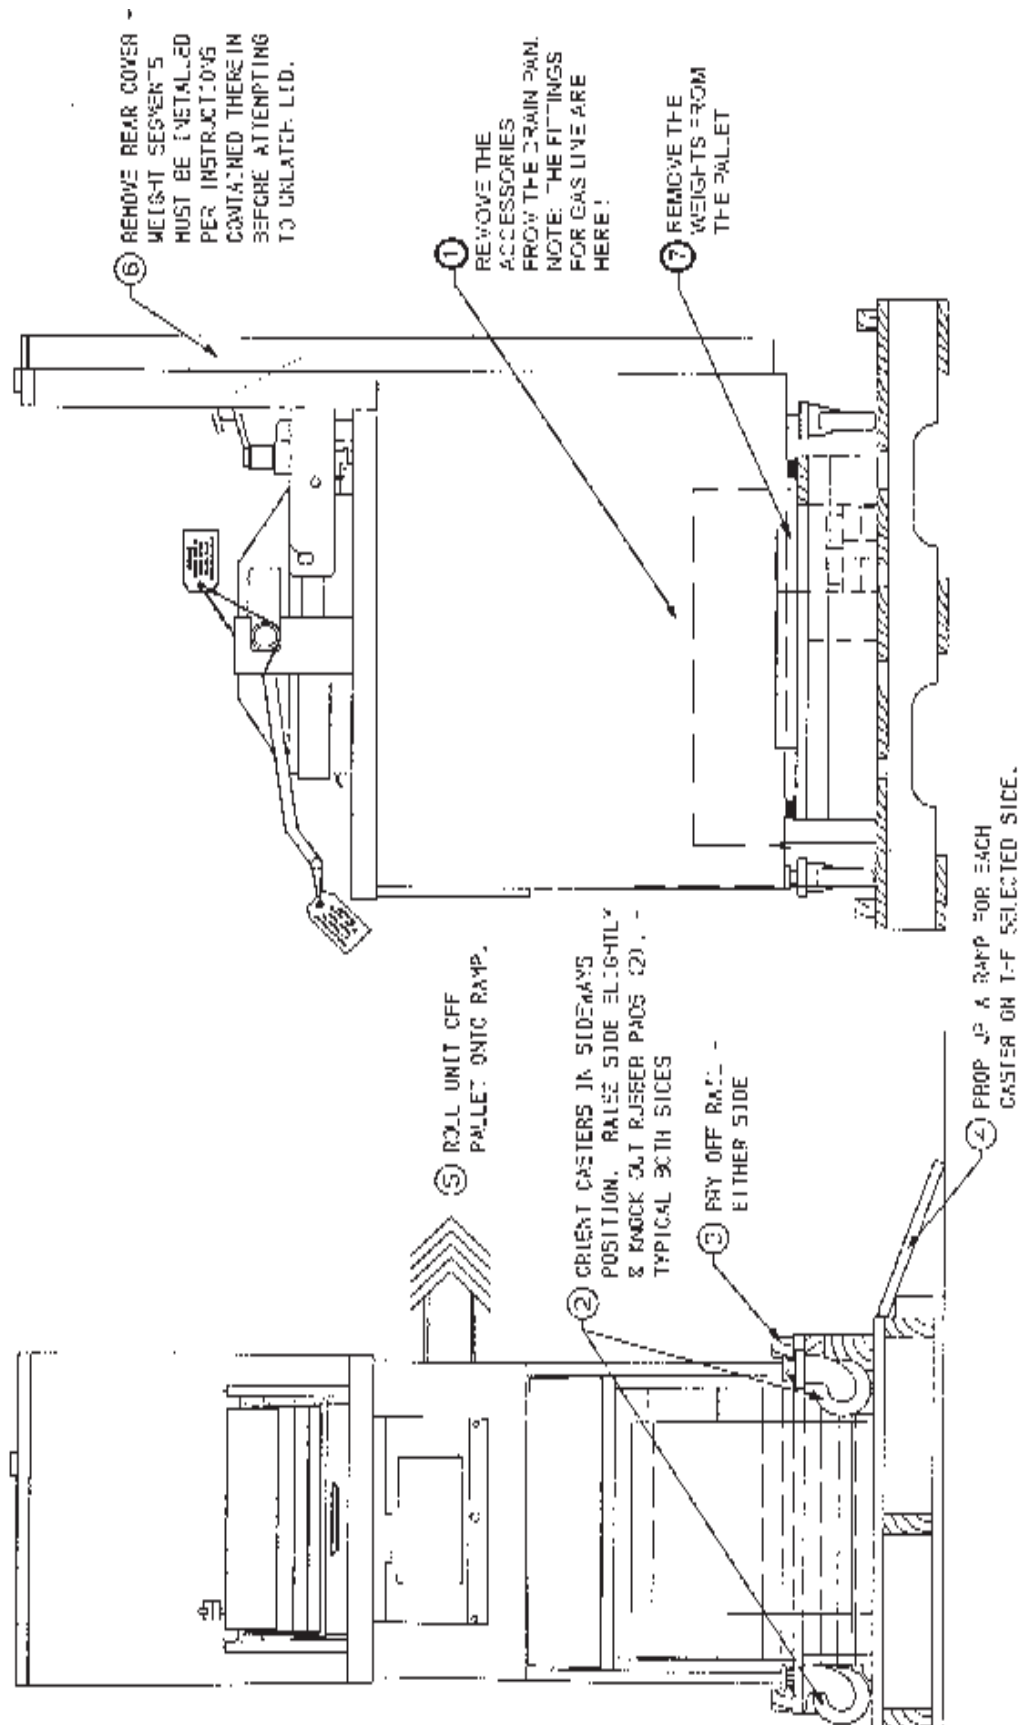 6 REMOVE REAR COVER -
WEIGHT SEGMENTS
MUST BE INSTALLED
PER INSTRUCTIONS
CONTAINED THEREIN
BEFORE ATTEMPTING
TO UNLATCH LID.
1
REMOVE THE
ACCESSORIES
FROM THE DRAIN PAN.
NOTE: THE FITTINGS
FOR GAS LINE ARE
HERE!
7 REMOVE THE
WEIGHTS FROM
THE PALLET
5 ROLL UNIT OFF
PALLET ONTO RAMP.
2 ORIENT CASTERS IN SIDEWAYS
POSITION. RAISE SIDE SLIGHTLY
& KNOCK OUT RUBBER PADS (2). -
TYPICAL BOTH SIDES
3 PRY OFF RAIL -
EITHER SIDE
4 PROP UP A RAMP FOR EACH
CASTER ON THE SELECTED SIDE.